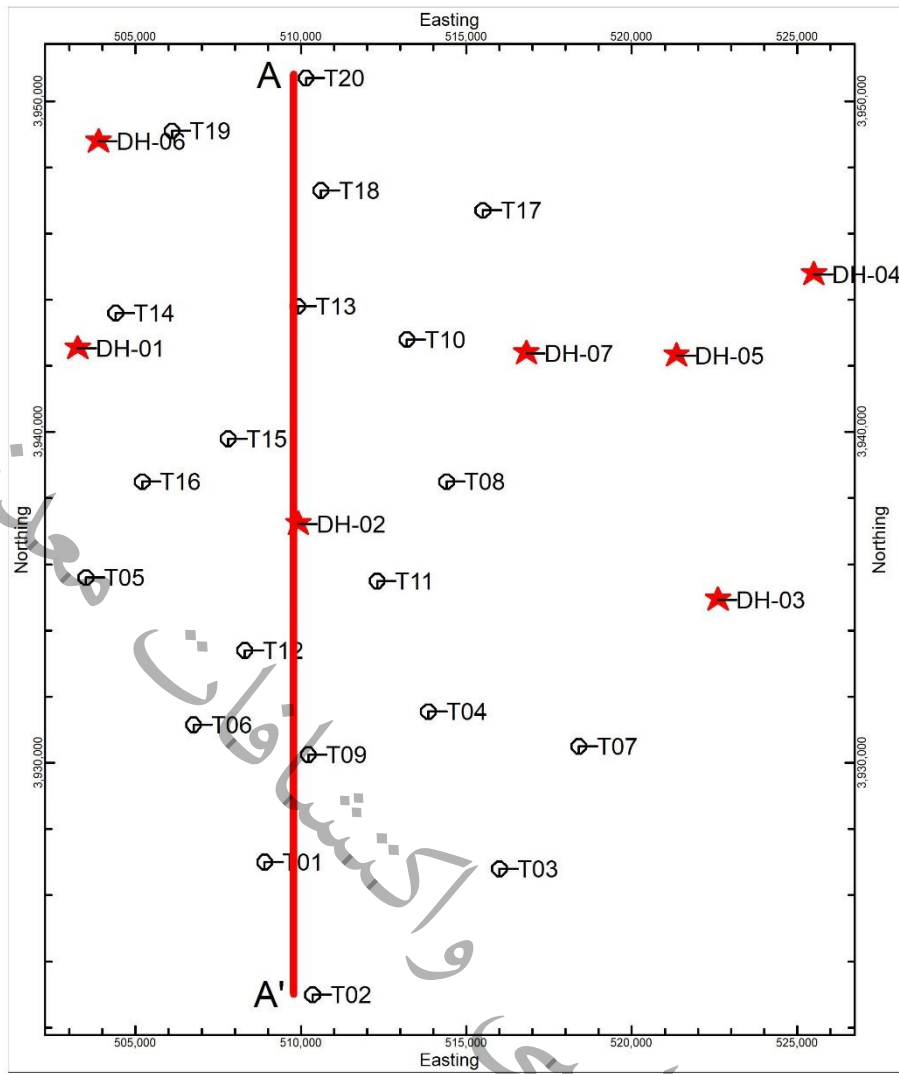 Easting
505,000 510,000 515,000 520,000 525,000
A
T20
3,950,000 3,950,000
T19
DH-06
T18
T17
DH-04
T13
T14
T10
DH-01
DH-07
DH-05
3,940,000 3,940,000
T15
T16
T08
Northing
DH-02
Northing
T05
T11
DH-03
T12
T04
T06
T07
T09
3,930,000 3,930,000
T01
T03
A'
T02
505,000 510,000 515,000 520,000 525,000
Easting
واکتشافات